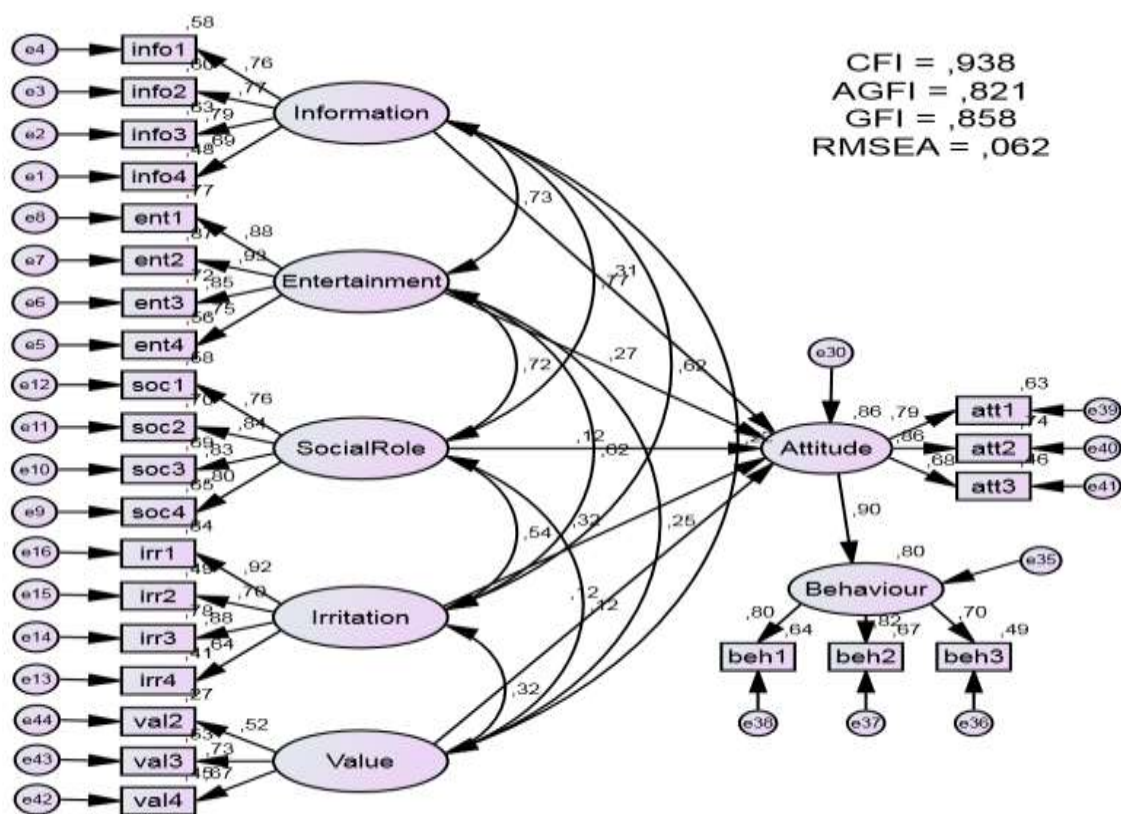 ,58
e4
info1
,76
CFI = ,938
e3
info2
,77
AGFI = ,821
Information
GFI = ,858
e2
info3
,79
RMSEA = ,062
,48
,69
e1
info4
,77
,73
e8
ent1
,88
,87
e7
ent2
,93
,31
,77
Entertainment
,72
e6
ent3
,85
,75
,56
e5
ent4
,27
e30
,72
,62
e12
soc1
,76
,63
,70
,86
,79
att1
e39
e11
soc2
,84
,12
,62
,74
SocialRole
Attitude
,86
att2
e40
,69
,83
e10
soc3
,68
,46
,80
att3
e41
,65
e9
soc4
,90
,54
,32
,25
e16
irr1
,92
,80
e35
,49
e15
irr2
,70
Behaviour
,12
,12
,78
Irritation
,80
,82
,70
e14
irr3
,88
,64
,67
,49
,64
beh1
beh2
beh3
,41
e13
irr4
,32
,27
e44
val2
,52
e38
e37
e36
,53
,73
e43
val3
Value
,45
,67
e42
val4